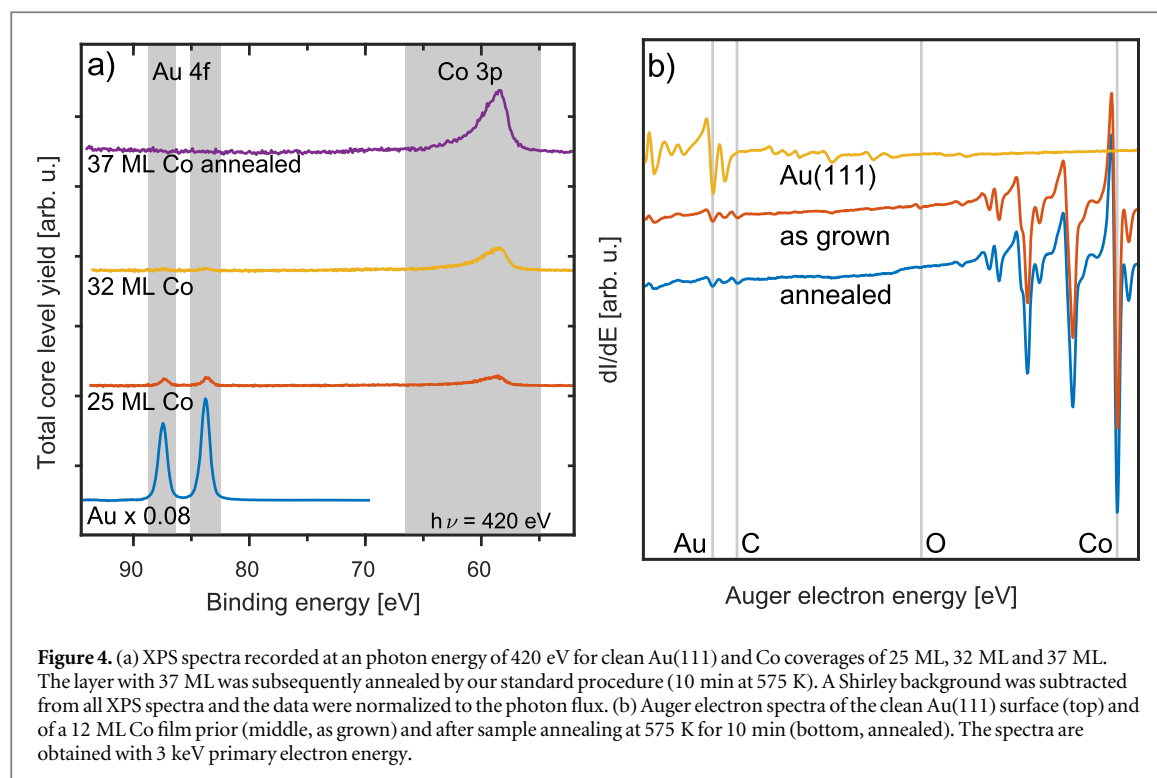 a)
Au 4f
Co 3p
37 ML Co annealed
32 ML Co
25 ML Co
Au x 0.08
hν = 420 eV
90
80
70
60
Binding energy [eV]
Total core level yield [arb. u.]
b)
Au(111)
as grown
annealed
Au
C
O
Co
Auger electron energy [eV]
dI/dE [arb. u.]
Figure 4. (a) XPS spectra recorded at an photon energy of 420 eV for clean Au(111) and Co coverages of 25 ML, 32 ML and 37 ML.
The layer with 37 ML was subsequently annealed by our standard procedure (10 min at 575 K). A Shirley background was subtracted
from all XPS spectra and the data were normalized to the photon flux. (b) Auger electron spectra of the clean Au(111) surface (top) and
of a 12 ML Co film prior (middle, as grown) and after sample annealing at 575 K for 10 min (bottom, annealed). The spectra are
obtained with 3 keV primary electron energy.